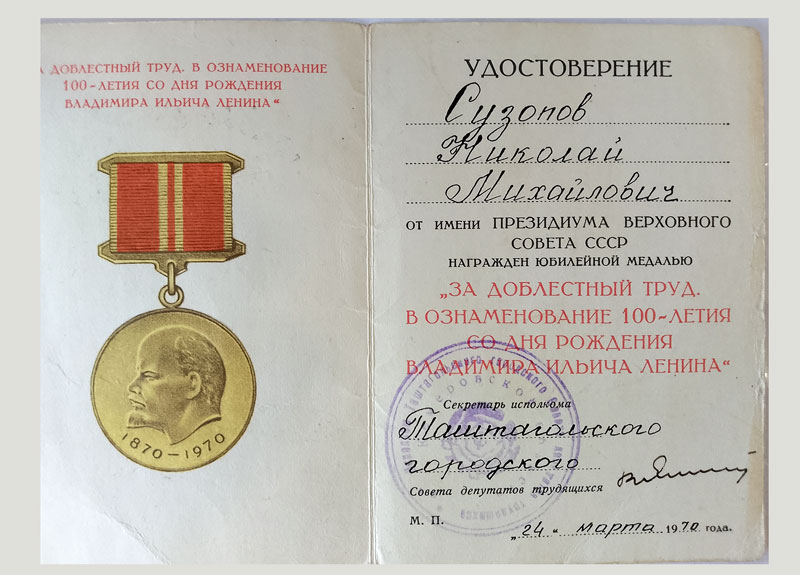 ЗА ДОБЛЕСТНЫЙ ТРУД. В ОЗНАМЕНОВАНИЕ
100-ЛЕТИЯ СО ДНЯ РОЖДЕНИЯ
ВЛАДИМИРА ИЛЬИЧА ЛЕНИНА“
1870–1970
УДОСТОВЕРЕНИЕ
Сузопов
Николай
Михайлович
ОТ ИМЕНИ ПРЕЗИДИУМА ВЕРХОВНОГО
СОВЕТА СССР
НАГРАЖДЕН ЮБИЛЕЙНОЙ МЕДАЛЬЮ
„ЗА ДОБЛЕСТНЫЙ ТРУД.
В ОЗНАМЕНОВАНИЕ 100-ЛЕТИЯ
СО ДНЯ РОЖДЕНИЯ
ВЛАДИМИРА ИЛЬИЧА ЛЕНИНА“
Секретарь исполкома
Таштагольского
городского
Совета депутатов трудящихся
М. П.
„24“ марта 1970 года.